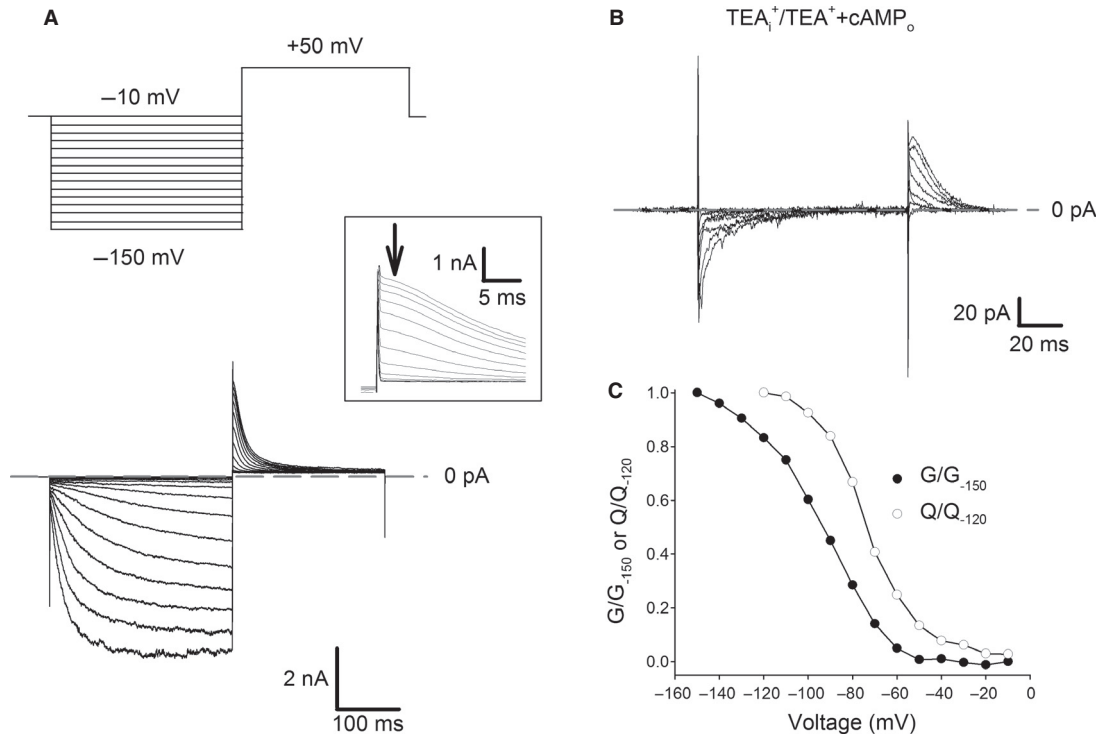 A
+50 mV
–10 mV
–150 mV
1 nA
5 ms
0 pA
2 nA
100 ms
B
TEAᵢ⁺/TEA⁺+cAMPₒ
0 pA
20 pA
20 ms
C
1.0
0.8
0.6
0.4
0.2
0.0
G/G₋₁₅₀ or Q/Q₋₁₂₀
G/G₋₁₅₀
Q/Q₋₁₂₀
–160 –140 –120 –100 –80 –60 –40 –20 0
Voltage (mV)